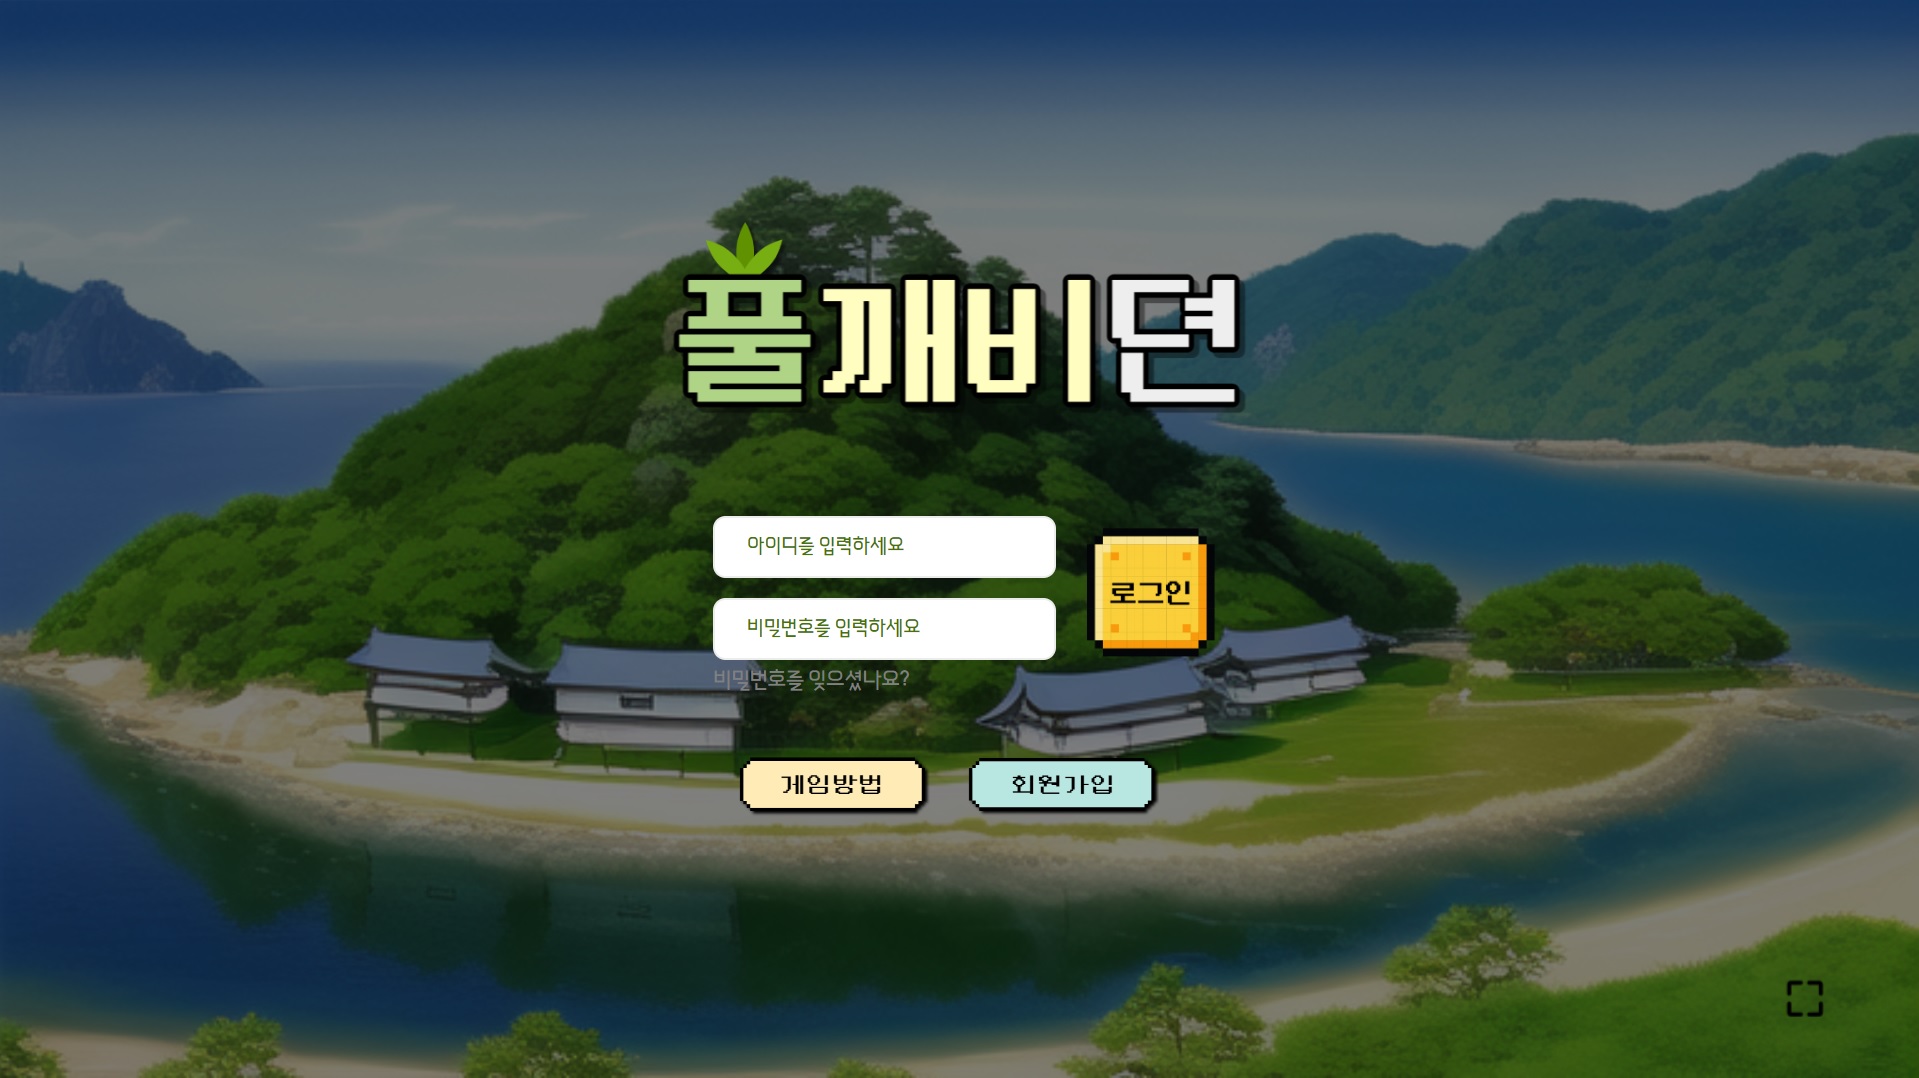 풀깨비뎐
아이디를 입력하세요
로그인
비밀번호를 입력하세요
비밀번호를 잊으셨나요?
게임방법
회원가입